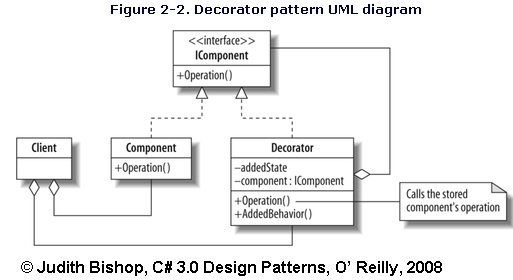 Figure 2-2. Decorator pattern UML diagram
<<interface>>
IComponent
+Operation()
Client
Component
+Operation()
Decorator
–addedState
–component : IComponent
+Operation()
+AddedBehavior()
Calls the stored
component's operation
© Judith Bishop, C# 3.0 Design Patterns, O’ Reilly, 2008